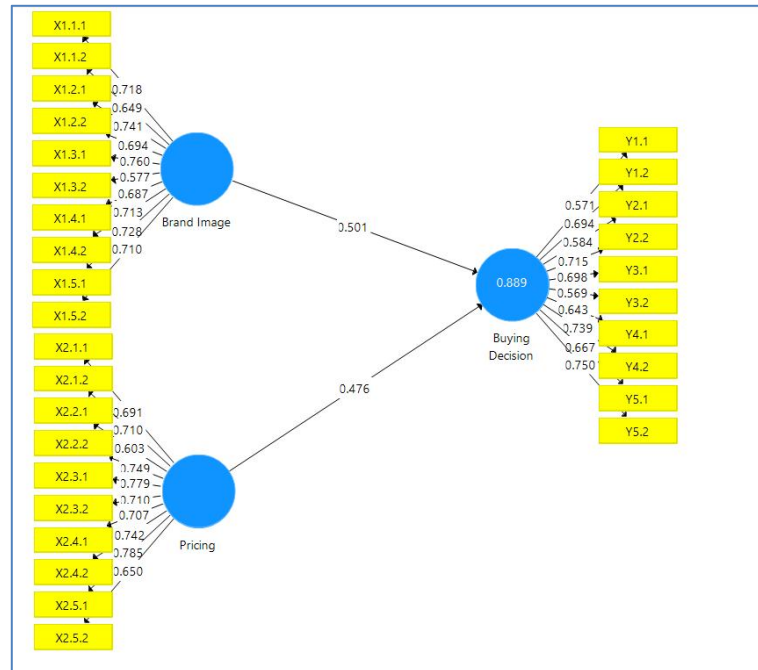 X1.1.1
X1.1.2
X1.2.1
X1.2.2
X1.3.1
X1.3.2
X1.4.1
X1.4.2
X1.5.1
X1.5.2
0.718
0.649
0.741
0.694
0.760
0.577
0.687
0.713
0.728
0.710
Brand Image
X2.1.1
X2.1.2
X2.2.1
X2.2.2
X2.3.1
X2.3.2
X2.4.1
X2.4.2
X2.5.1
X2.5.2
0.691
0.710
0.603
0.749
0.779
0.710
0.707
0.742
0.785
0.650
Pricing
0.501
0.476
0.889
Buying
Decision
0.571
0.694
0.584
0.715
0.698
0.569
0.643
0.739
0.667
0.750
Y1.1
Y1.2
Y2.1
Y2.2
Y3.1
Y3.2
Y4.1
Y4.2
Y5.1
Y5.2